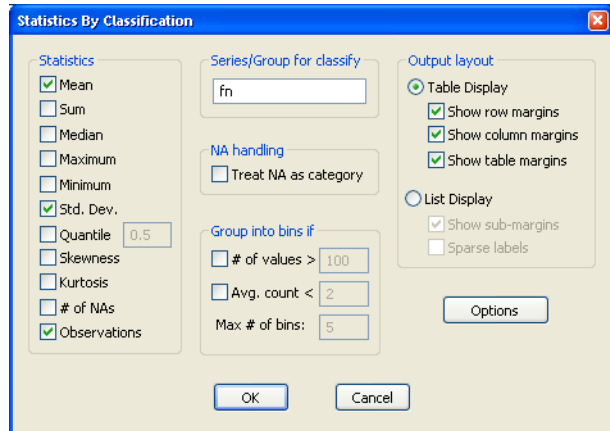 Statistics By Classification
Statistics
Mean
Sum
Median
Maximum
Minimum
Std. Dev.
Quantile 0.5
Skewness
Kurtosis
# of NAs
Observations
Series/Group for classify
fn
NA handling
Treat NA as category
Group into bins if
# of values > 100
Avg. count < 2
Max # of bins: 5
Output layout
Table Display
Show row margins
Show column margins
Show table margins
List Display
Show sub-margins
Sparse labels
Options
OK
Cancel